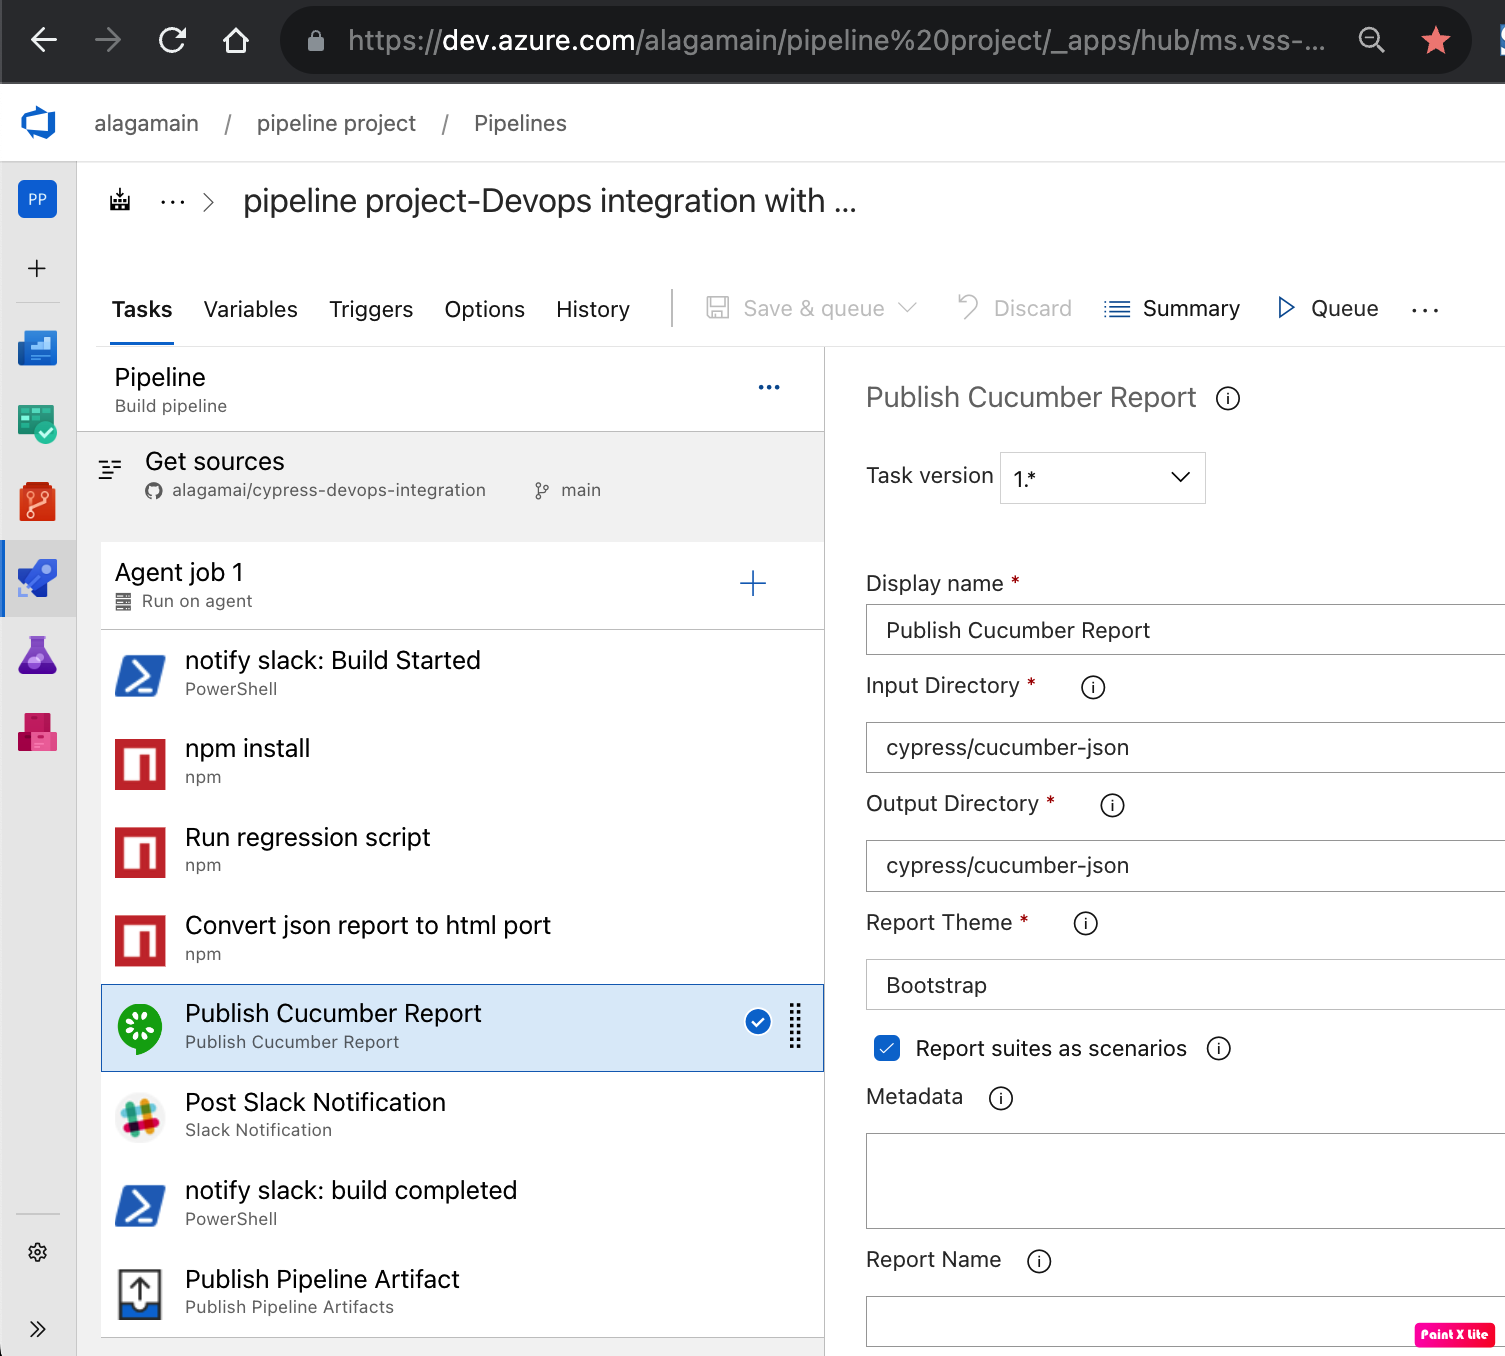 https://dev.azure.com/alagamain/pipeline%20project/_apps/hub/ms.vss-...
alagamain / pipeline project / Pipelines
PP
... > pipeline project-Devops integration with ...
Tasks Variables Triggers Options History Save & queue Discard Summary Queue ...
Pipeline
Build pipeline
...
Get sources
alagamai/cypress-devops-integration main
Agent job 1
Run on agent
notify slack: Build Started
PowerShell
npm install
npm
Run regression script
npm
Convert json report to html port
npm
Publish Cucumber Report
Publish Cucumber Report
Post Slack Notification
Slack Notification
notify slack: build completed
PowerShell
Publish Pipeline Artifact
Publish Pipeline Artifacts
Publish Cucumber Report
Task version 1.*
Display name *
Publish Cucumber Report
Input Directory *
cypress/cucumber-json
Output Directory *
cypress/cucumber-json
Report Theme *
Bootstrap
Report suites as scenarios
Metadata
Report Name
Paint X Lite